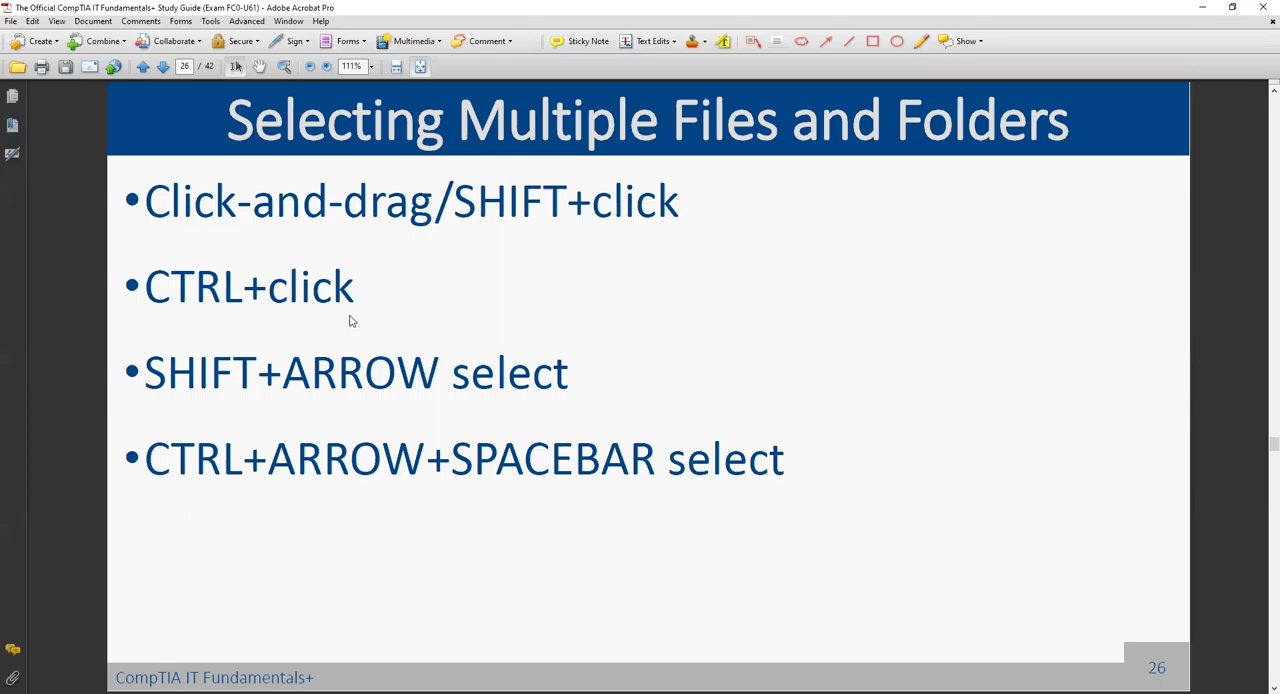 The Official CompTIA IT Fundamentals+ Study Guide (Exam FC0-U61) - Adobe Acrobat Pro
File Edit View Document Comments Forms Tools Advanced Window Help
Create Combine Collaborate Secure Sign Forms Multimedia Comment Sticky Note Text Edits Show
26 / 42 111%
Selecting Multiple Files and Folders
•Click-and-drag/SHIFT+click
•CTRL+click
•SHIFT+ARROW select
•CTRL+ARROW+SPACEBAR select
CompTIA IT Fundamentals+ 26